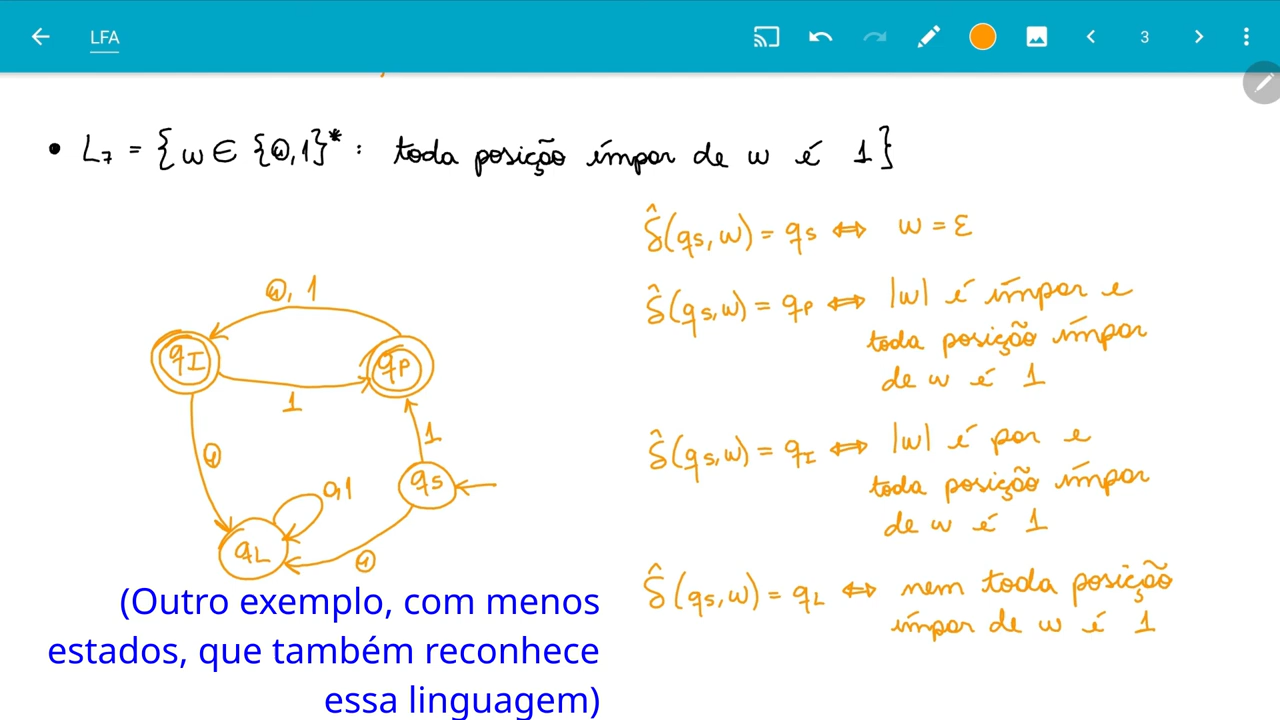 LFA
3
• L₇ = {w ∈ {0,1}* : toda posição ímpar de w é 1}
δ̂(qs, w) = qs ⇔ w = ε
δ̂(qs, w) = qP ⇔ |w| é ímpar e
toda posição ímpar
de w é 1
δ̂(qs, w) = qI ⇔ |w| é par e
toda posição ímpar
de w é 1
δ̂(qs, w) = qL ⇔ nem toda posição
ímpar de w é 1
0, 1
qI
qP
1
0
1
0,1
qS
qL
0
(Outro exemplo, com menos
estados, que também reconhece
essa linguagem)